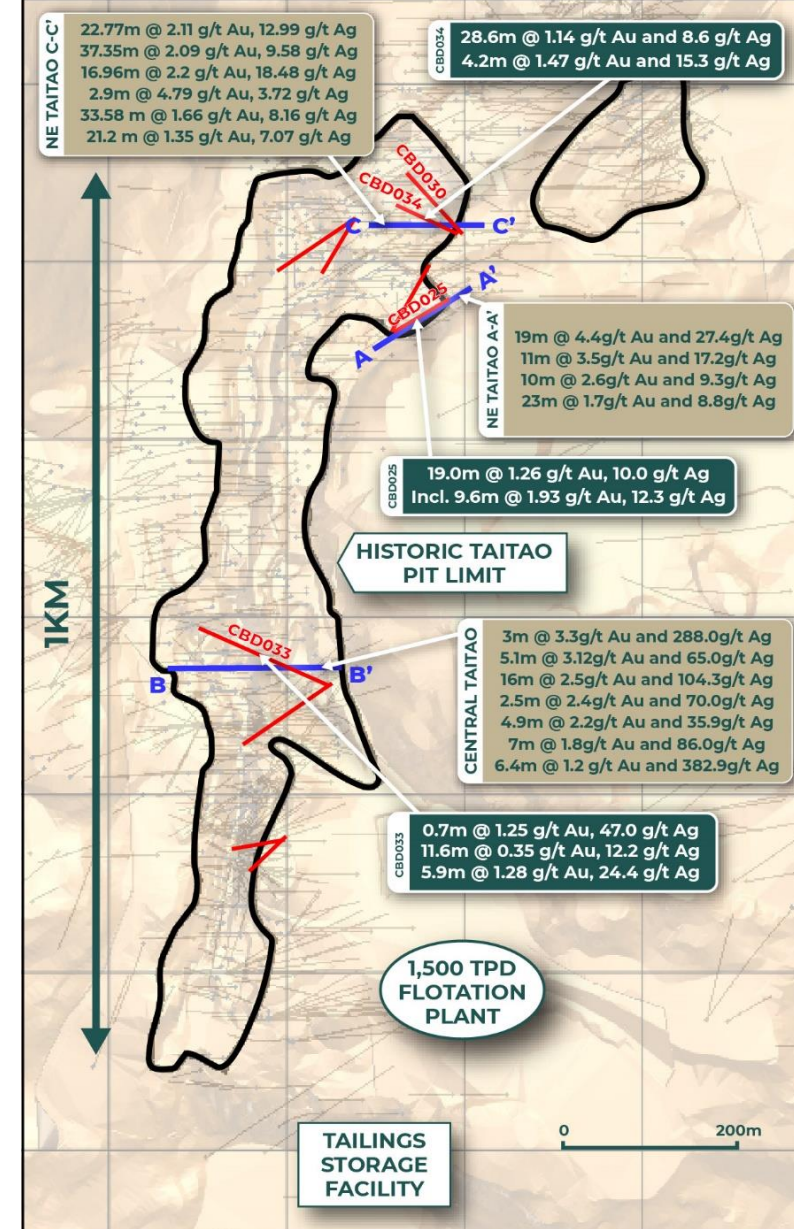 NE TAITAO C-C'
22.77m @ 2.11 g/t Au, 12.99 g/t Ag
37.35m @ 2.09 g/t Au, 9.58 g/t Ag
16.96m @ 2.2 g/t Au, 18.48 g/t Ag
2.9m @ 4.79 g/t Au, 3.72 g/t Ag
33.58 m @ 1.66 g/t Au, 8.16 g/t Ag
21.2 m @ 1.35 g/t Au, 7.07 g/t Ag
CBD034
28.6m @ 1.14 g/t Au and 8.6 g/t Ag
4.2m @ 1.47 g/t Au and 15.3 g/t Ag
CBD030
CBD034
C
C'
A'
CBD025
A
NE TAITAO A-A'
19m @ 4.4g/t Au and 27.4g/t Ag
11m @ 3.5g/t Au and 17.2g/t Ag
10m @ 2.6g/t Au and 9.3g/t Ag
23m @ 1.7g/t Au and 8.8g/t Ag
CBD025
19.0m @ 1.26 g/t Au, 10.0 g/t Ag
Incl. 9.6m @ 1.93 g/t Au, 12.3 g/t Ag
HISTORIC TAITAO
PIT LIMIT
1KM
CBD033
B
B'
CENTRAL TAITAO
3m @ 3.3g/t Au and 288.0g/t Ag
5.1m @ 3.12g/t Au and 65.0g/t Ag
16m @ 2.5g/t Au and 104.3g/t Ag
2.5m @ 2.4g/t Au and 70.0g/t Ag
4.9m @ 2.2g/t Au and 35.9g/t Ag
7m @ 1.8g/t Au and 86.0g/t Ag
6.4m @ 1.2 g/t Au and 382.9g/t Ag
CBD033
0.7m @ 1.25 g/t Au, 47.0 g/t Ag
11.6m @ 0.35 g/t Au, 12.2 g/t Ag
5.9m @ 1.28 g/t Au, 24.4 g/t Ag
1,500 TPD
FLOTATION
PLANT
0 200m
TAILINGS
STORAGE
FACILITY